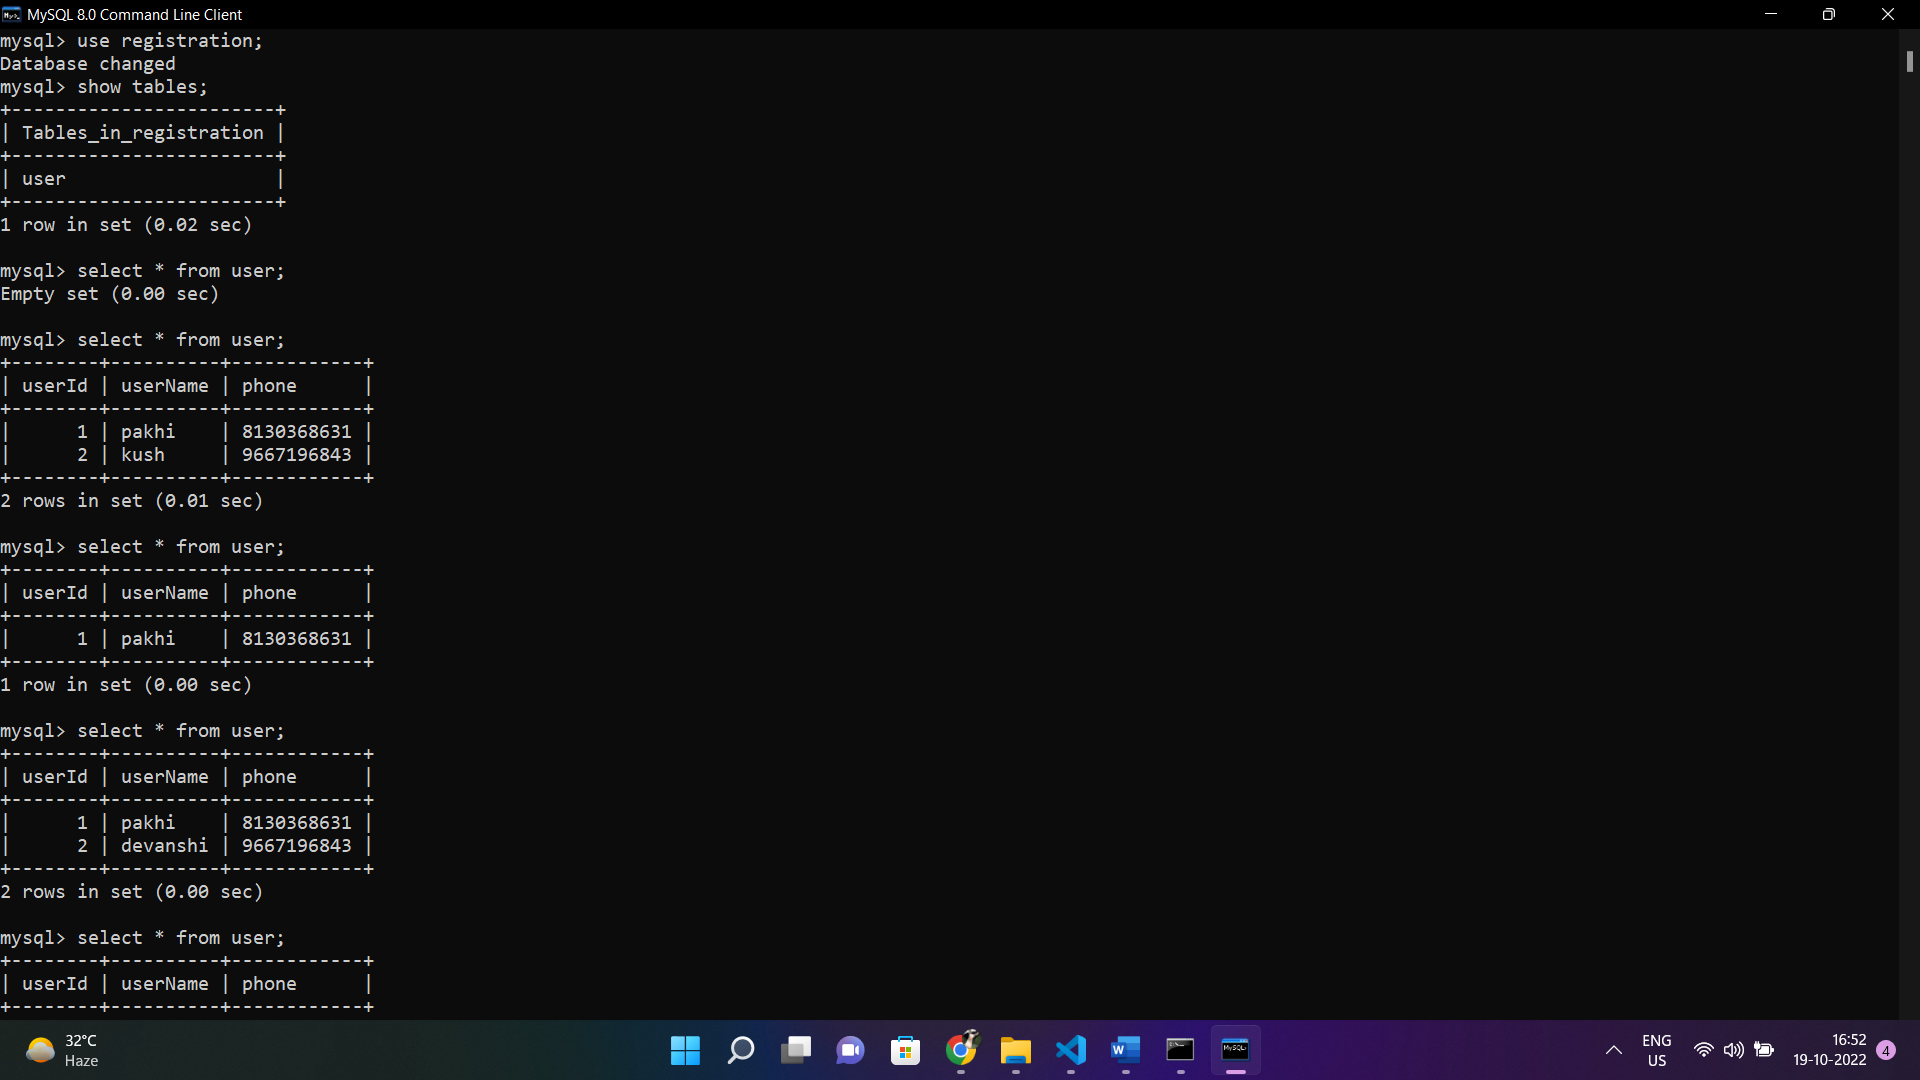 MySQL 8.0 Command Line Client
mysql> use registration;
Database changed
mysql> show tables;
+------------------------+
| Tables_in_registration |
+------------------------+
| user                   |
+------------------------+
1 row in set (0.02 sec)

mysql> select * from user;
Empty set (0.00 sec)

mysql> select * from user;
+--------+----------+------------+
| userId | userName | phone      |
+--------+----------+------------+
|      1 | pakhi    | 8130368631 |
|      2 | kush     | 9667196843 |
+--------+----------+------------+
2 rows in set (0.01 sec)

mysql> select * from user;
+--------+----------+------------+
| userId | userName | phone      |
+--------+----------+------------+
|      1 | pakhi    | 8130368631 |
+--------+----------+------------+
1 row in set (0.00 sec)

mysql> select * from user;
+--------+----------+------------+
| userId | userName | phone      |
+--------+----------+------------+
|      1 | pakhi    | 8130368631 |
|      2 | devanshi | 9667196843 |
+--------+----------+------------+
2 rows in set (0.00 sec)

mysql> select * from user;
+--------+----------+------------+
| userId | userName | phone      |
+--------+----------+------------+
32°C
Haze
ENG
US
16:52
19-10-2022
4